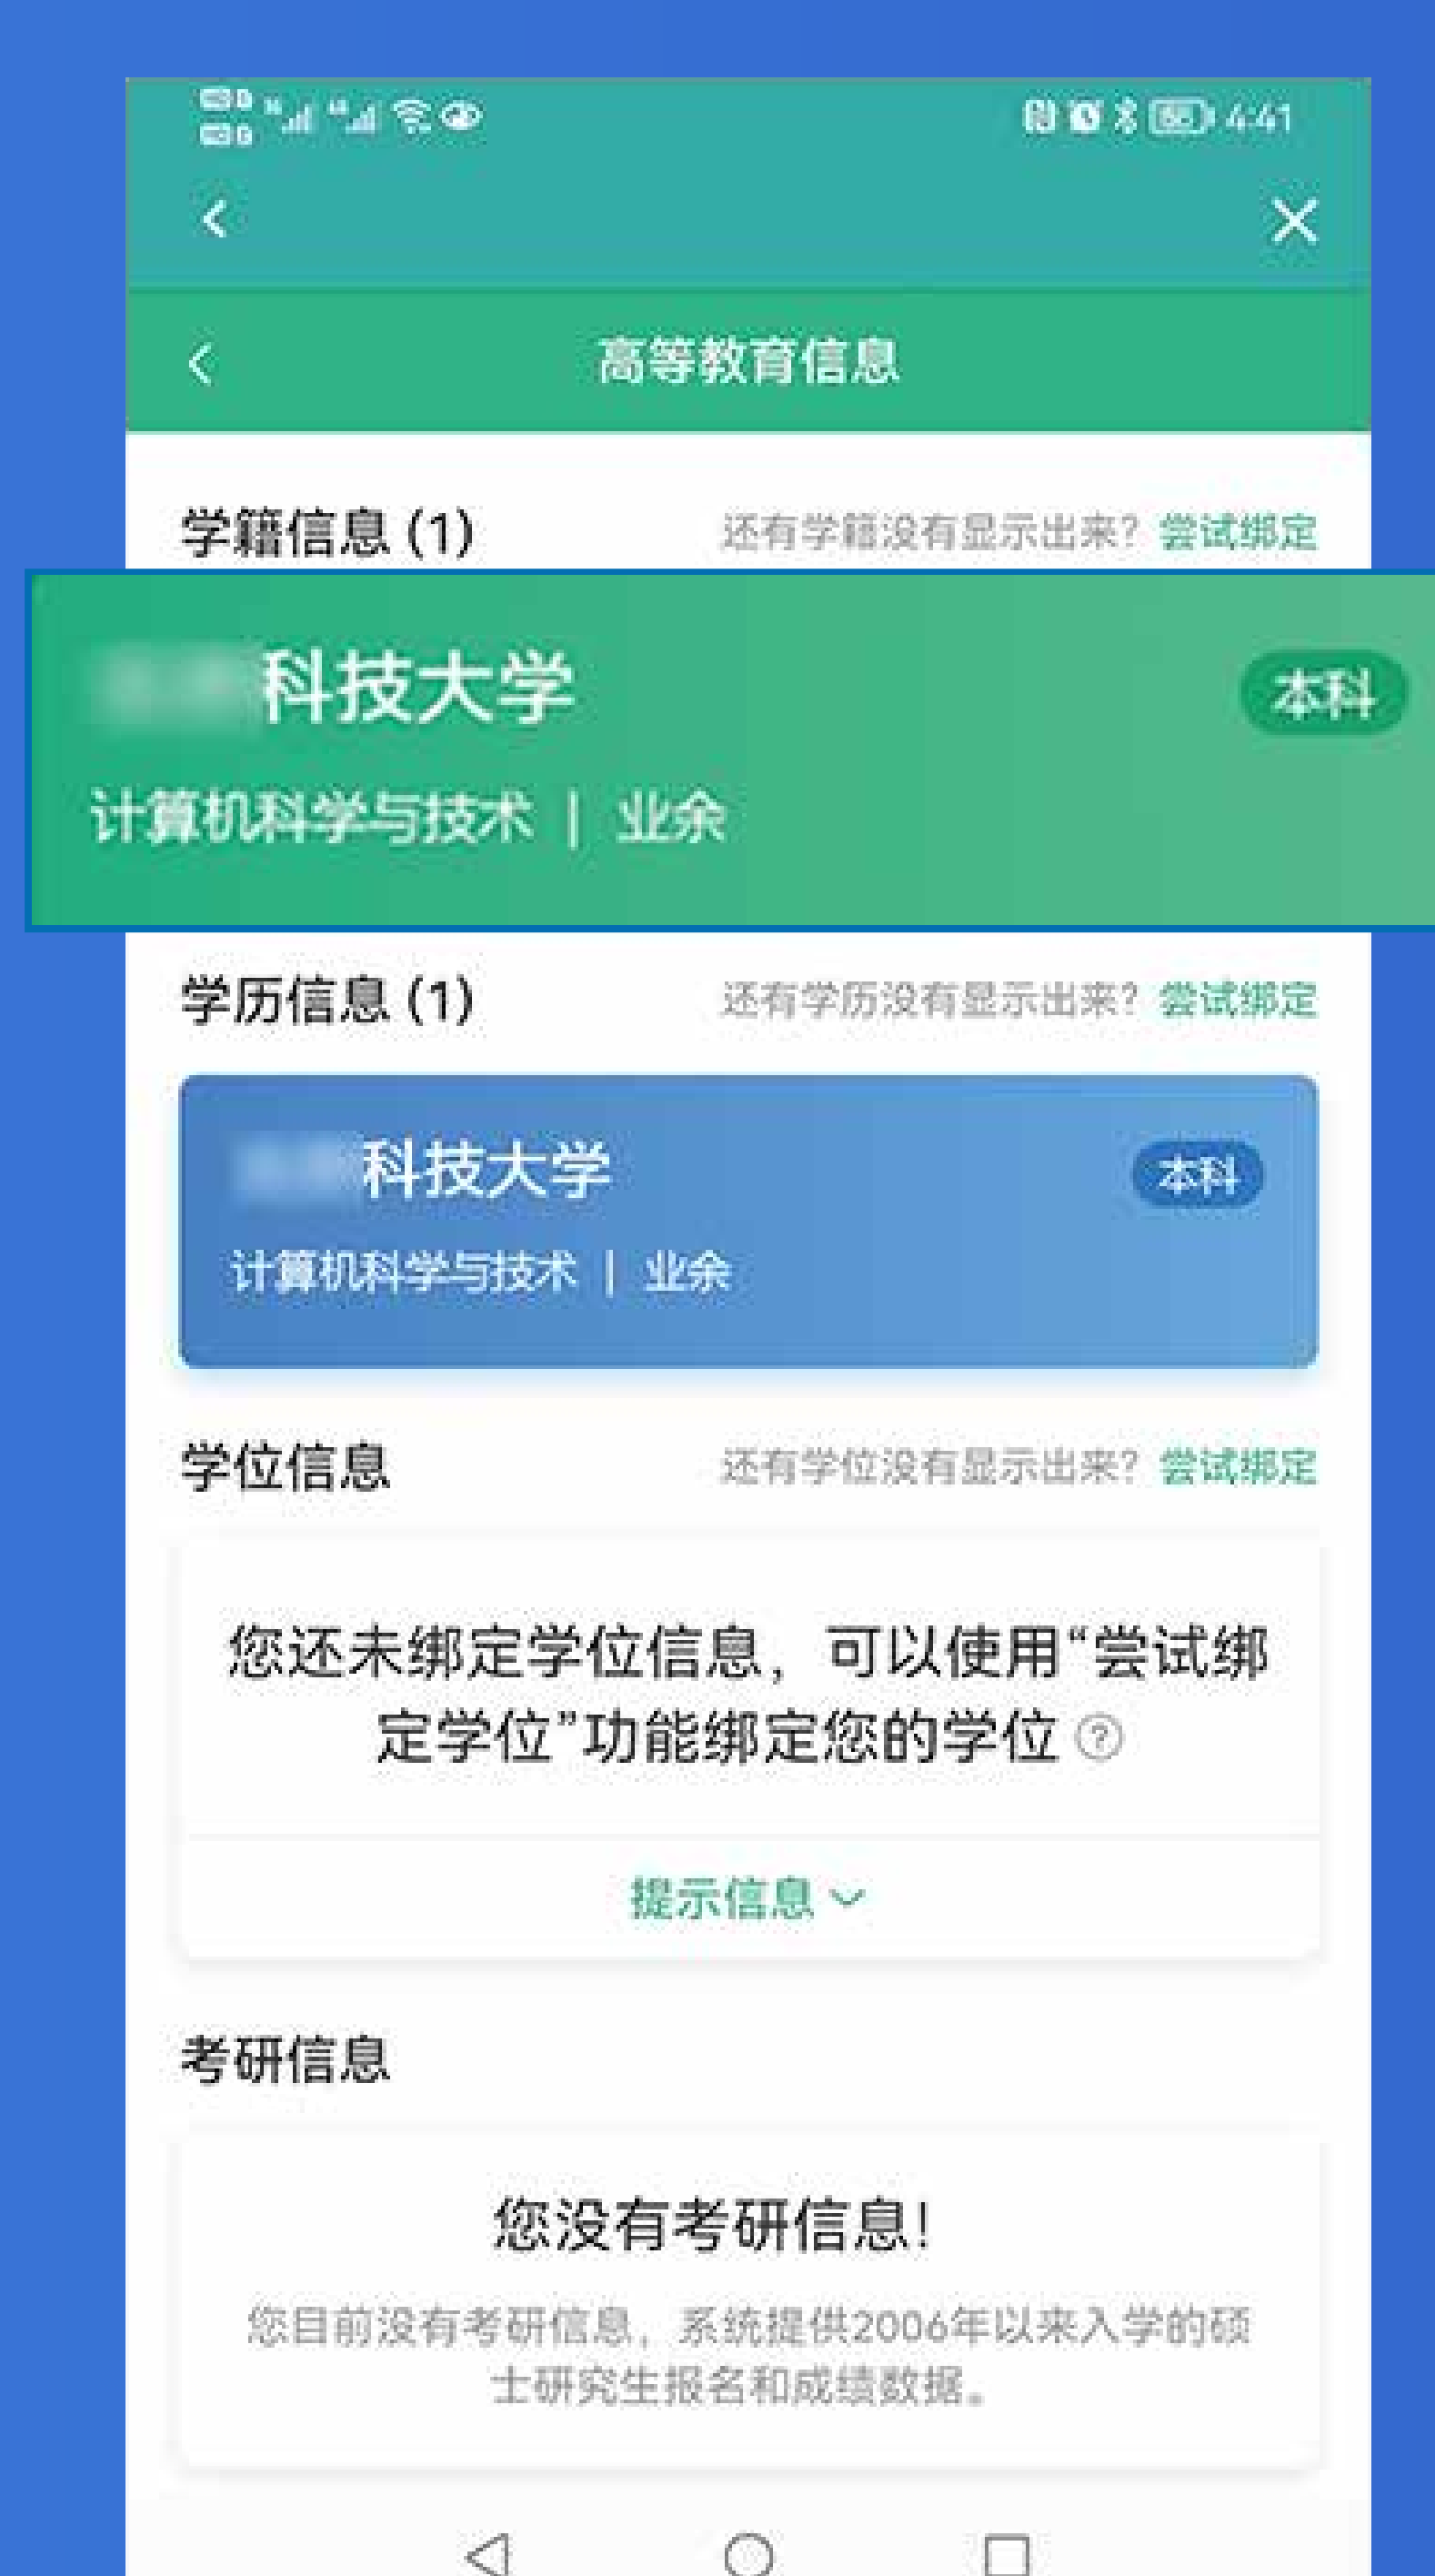 4:41
高等教育信息
学籍信息 (1) 还有学籍没有显示出来? 尝试绑定
科技大学 本科
计算机科学与技术 | 业余
学历信息 (1) 还有学历没有显示出来? 尝试绑定
科技大学 本科
计算机科学与技术 | 业余
学位信息 还有学位没有显示出来? 尝试绑定
您还未绑定学位信息，可以使用“尝试绑
定学位”功能绑定您的学位 ?
提示信息
考研信息
您没有考研信息!
您目前没有考研信息，系统提供2006年以来入学的硕
士研究生报名和成绩数据。